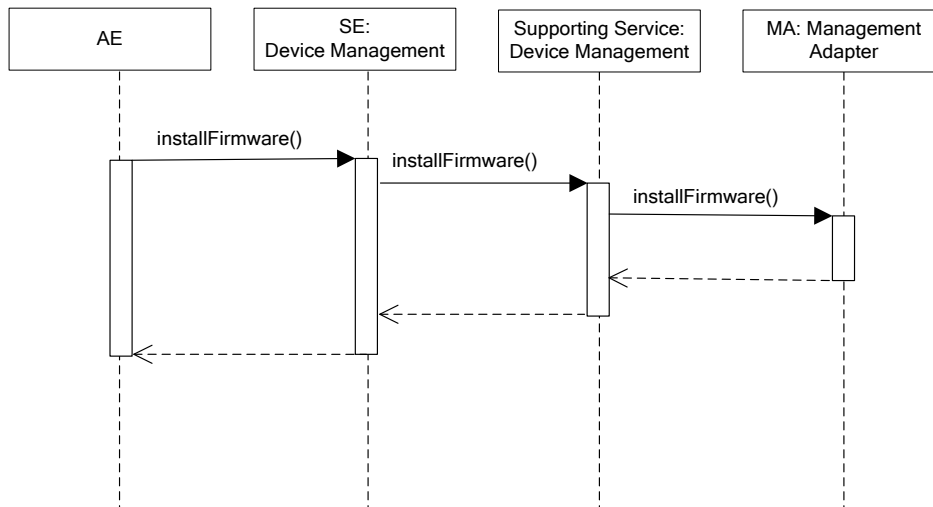 AE
SE:
Device Management
Supporting Service:
Device Management
MA: Management
Adapter
installFirmware()
installFirmware()
installFirmware()